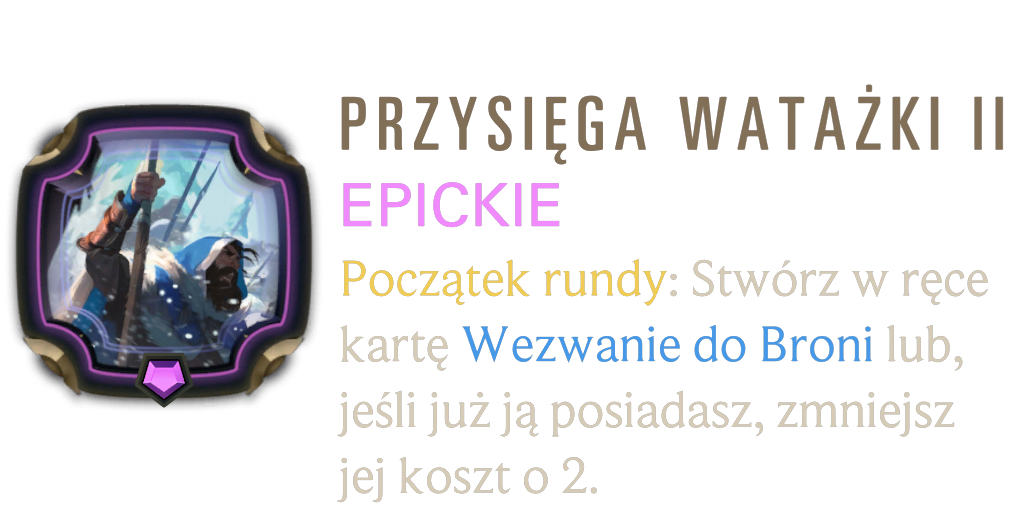 PRZYSIĘGA WATAŻKI II
EPICKIE
Początek rundy: Stwórz w ręce
kartę Wezwanie do Broni lub,
jeśli już ją posiadasz, zmniejsz
jej koszt o 2.